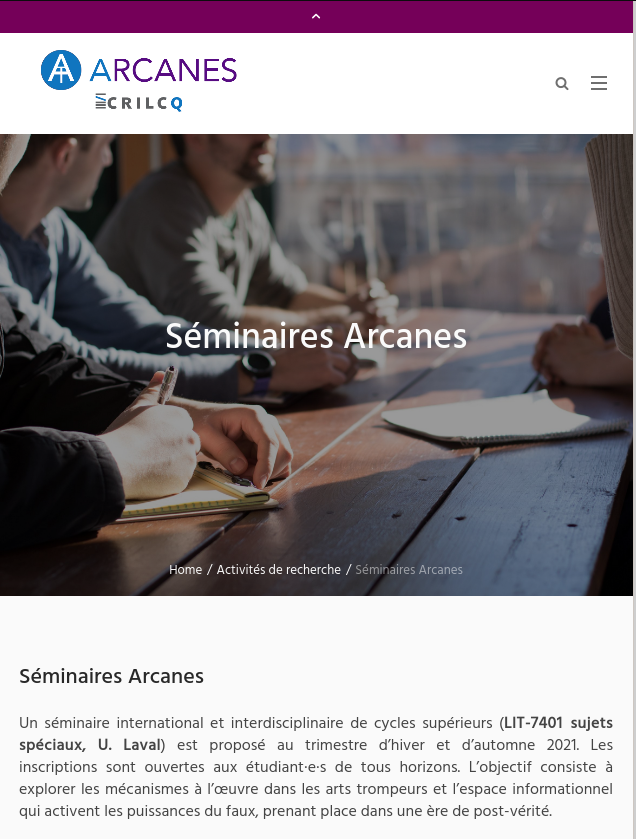 ARCANES
CRILCQ
Séminaires Arcanes
Home / Activités de recherche / Séminaires Arcanes
Séminaires Arcanes
Un séminaire international et interdisciplinaire de cycles supérieurs (LIT-7401 sujets
spéciaux, U. Laval) est proposé au trimestre d’hiver et d’automne 2021. Les
inscriptions sont ouvertes aux étudiant·e·s de tous horizons. L’objectif consiste à
explorer les mécanismes à l’œuvre dans les arts trompeurs et l’espace informationnel
qui activent les puissances du faux, prenant place dans une ère de post-vérité.